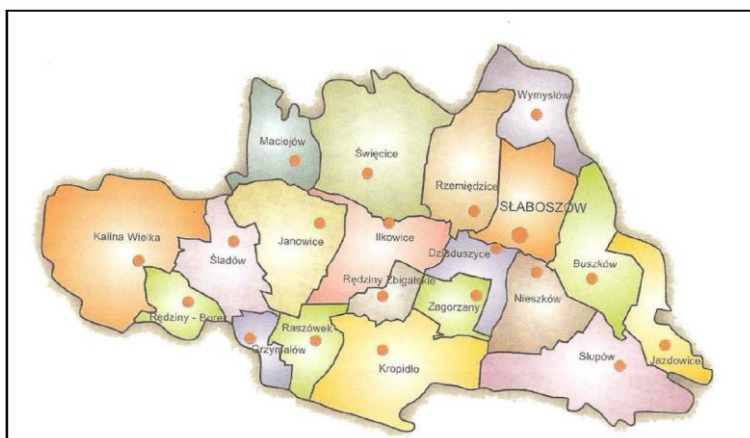 Wymysłów
Maciejów
Święcice
Rzemiędzice
SŁABOSZÓW
Kalina Wielka
Janowice
Ilkowice
Śladów
Dziaduszyce
Buszków
Rędziny Zbigalskie
Nieszków
Zagorzany
Rędziny - Borek
Raszówek
Grzymałów
Kropidło
Słupów
Jazdowice